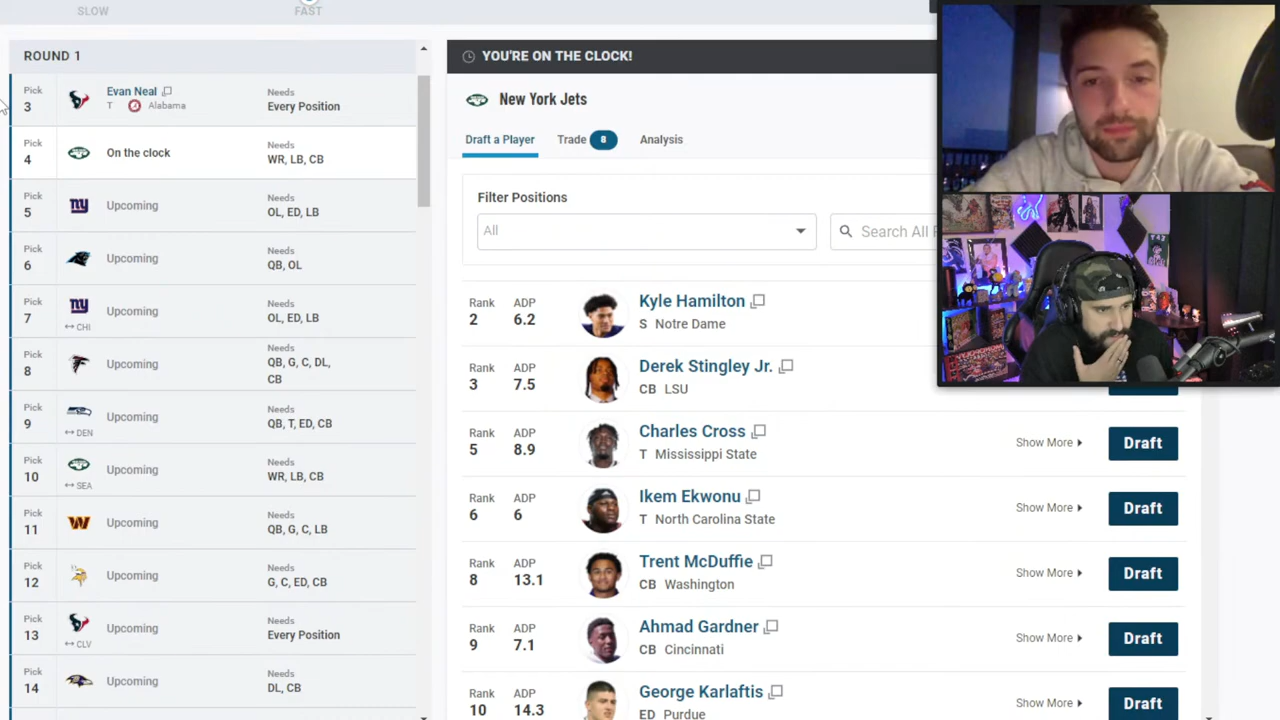 SLOW FAST
ROUND 1
Pick 3 Evan Neal T Alabama Needs Every Position
Pick 4 On the clock Needs WR, LB, CB
Pick 5 Upcoming Needs OL, ED, LB
Pick 6 Upcoming Needs QB, OL
Pick 7 Upcoming Needs OL, ED, LB
↔ CHI
Pick 8 Upcoming Needs QB, G, C, DL,
CB
Pick 9 Upcoming Needs QB, T, ED, CB
↔ DEN
Pick 10 Upcoming Needs WR, LB, CB
↔ SEA
Pick 11 Upcoming Needs QB, G, C, LB
Pick 12 Upcoming Needs G, C, ED, CB
Pick 13 Upcoming Needs Every Position
↔ CLV
Pick 14 Upcoming Needs DL, CB
YOU'RE ON THE CLOCK!
New York Jets
Draft a Player Trade 8 Analysis
Filter Positions
All Search All
Rank 2 ADP 6.2 Kyle Hamilton
S Notre Dame
Rank 3 ADP 7.5 Derek Stingley Jr.
CB LSU
Rank 5 ADP 8.9 Charles Cross
T Mississippi State Show More Draft
Rank 6 ADP 6 Ikem Ekwonu
T North Carolina State Show More Draft
Rank 8 ADP 13.1 Trent McDuffie
CB Washington Show More Draft
Rank 9 ADP 7.1 Ahmad Gardner
CB Cincinnati Show More Draft
Rank 10 ADP 14.3 George Karlaftis
ED Purdue Show More Draft